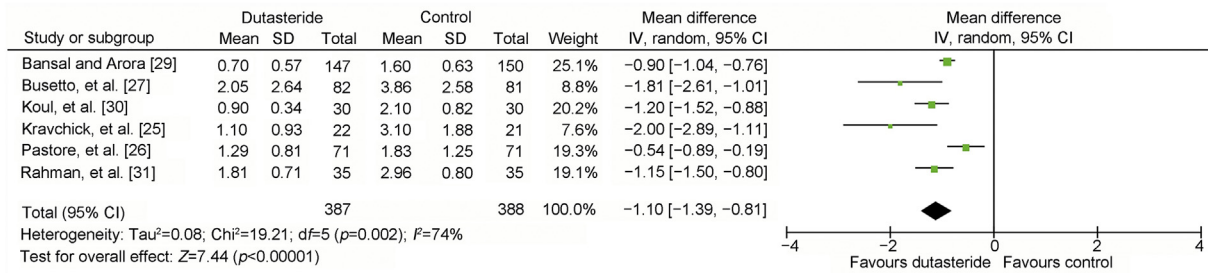 Dutasteride Control Mean difference Mean difference
Study or subgroup Mean SD Total Mean SD Total Weight IV, random, 95% CI IV, random, 95% CI
Bansal and Arora [29] 0.70 0.57 147 1.60 0.63 150 25.1% −0.90 [−1.04, −0.76]
Busetto, et al. [27] 2.05 2.64 82 3.86 2.58 81 8.8% −1.81 [−2.61, −1.01]
Koul, et al. [30] 0.90 0.34 30 2.10 0.82 30 20.2% −1.20 [−1.52, −0.88]
Kravchick, et al. [25] 1.10 0.93 22 3.10 1.88 21 7.6% −2.00 [−2.89, −1.11]
Pastore, et al. [26] 1.29 0.81 71 1.83 1.25 71 19.3% −0.54 [−0.89, −0.19]
Rahman, et al. [31] 1.81 0.71 35 2.96 0.80 35 19.1% −1.15 [−1.50, −0.80]
Total (95% CI) 387 388 100.0% −1.10 [−1.39, −0.81]
Heterogeneity: Tau²=0.08; Chi²=19.21; df=5 (p=0.002); I²=74%
Test for overall effect: Z=7.44 (p<0.00001)
−4 −2 0 2 4
Favours dutasteride Favours control